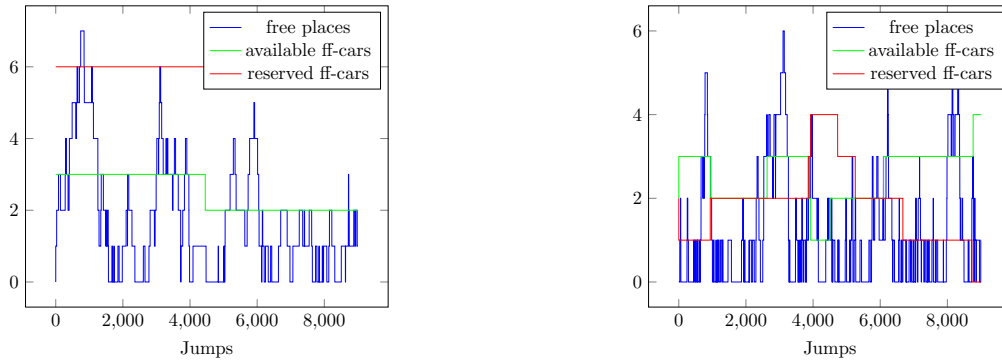 free places
available ff-cars
reserved ff-cars
6
4
2
0
0
2,000
4,000
6,000
8,000
Jumps
free places
available ff-cars
reserved ff-cars
6
4
2
0
0
2,000
4,000
6,000
8,000
Jumps